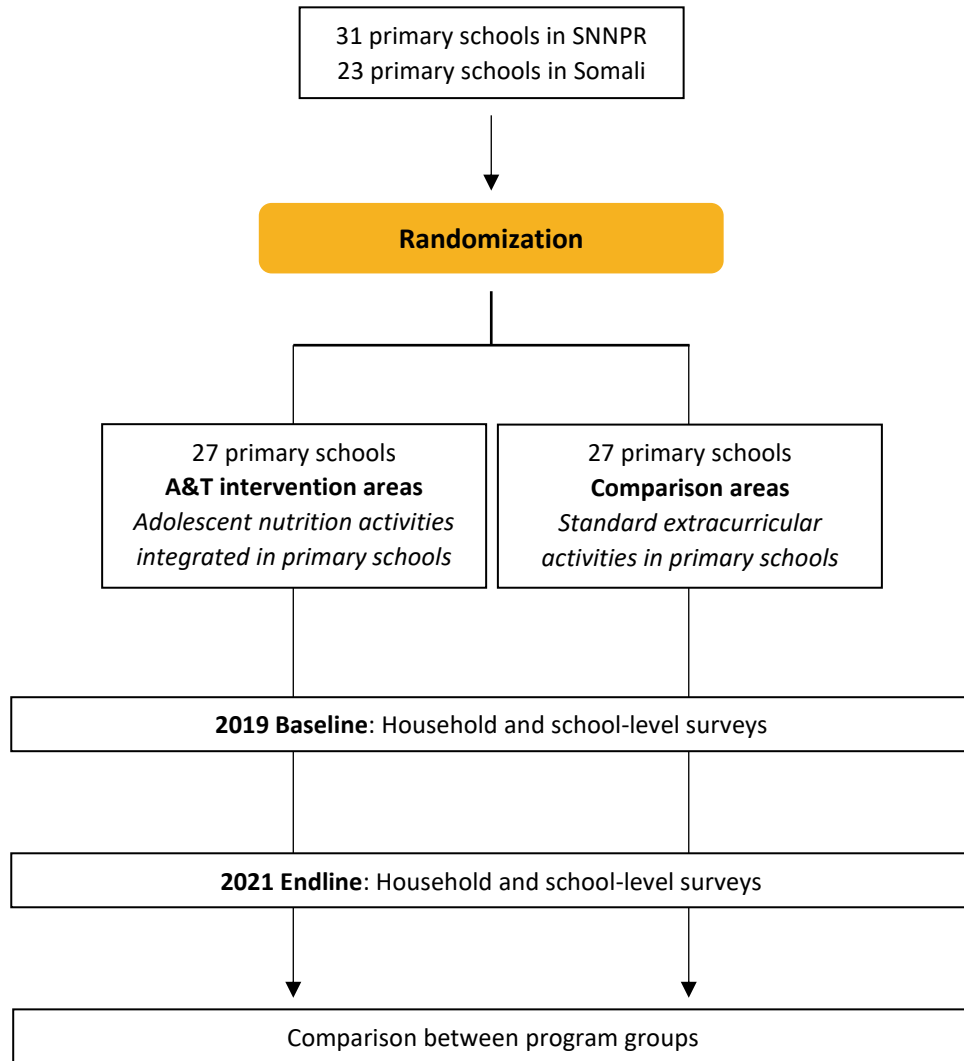 31 primary schools in SNNPR
23 primary schools in Somali
Randomization
27 primary schools
A&T intervention areas
Adolescent nutrition activities
integrated in primary schools
27 primary schools
Comparison areas
Standard extracurricular
activities in primary schools
2019 Baseline: Household and school-level surveys
2021 Endline: Household and school-level surveys
Comparison between program groups